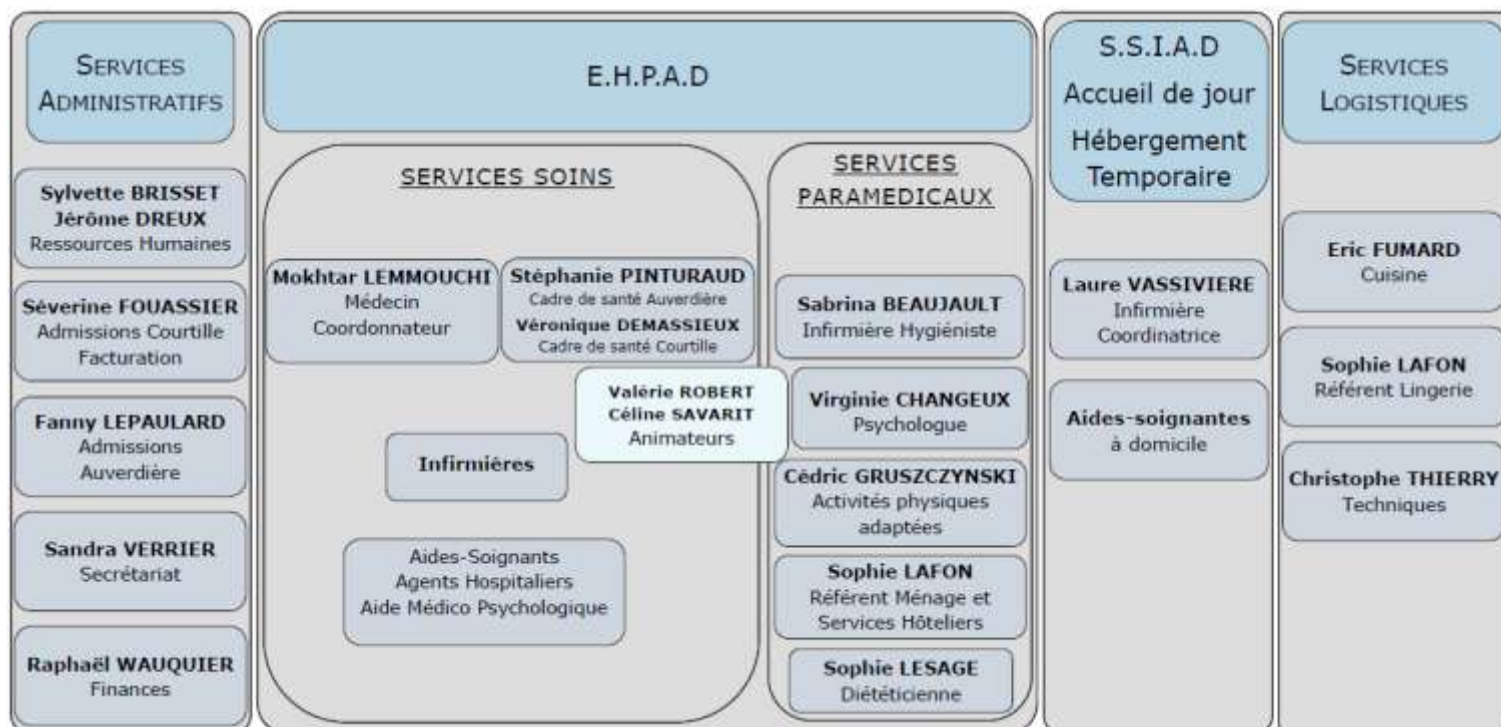 SERVICES
ADMINISTRATIFS
Sylvette BRISSET
Jérôme DREUX
Ressources Humaines
Séverine FOUASSIER
Admissions Courtille
Facturation
Fanny LEPAULARD
Admissions
Auverdière
Sandra VERRIER
Secrétariat
Raphaël WAUQUIER
Finances
E.H.P.A.D
SERVICES SOINS
Mokhtar LEMMOUCHI
Médecin
Coordonnateur
Stéphanie PINTURAUD
Cadre de santé Auverdière
Véronique DEMASSIEUX
Cadre de santé Courtille
Valérie ROBERT
Céline SAVARIT
Animateurs
Infirmiéres
Aides-Soignants
Agents Hospitaliers
Aide Médico Psychologique
SERVICES
PARAMEDICAUX
Sabrina BEAUJAULT
Infirmière Hygiéniste
Virginie CHANGEUX
Psychologue
Cédric GRUSZCZYNSKI
Activités physiques
adaptées
Sophie LAFON
Référent Ménage et
Services Hôteliers
Sophie LESAGE
Diététicienne
S.S.I.A.D
Accueil de jour
Hébergement
Temporaire
Laure VASSIVIERE
Infirmière
Coordinatrice
Aides-soignantes
à domicile
SERVICES
LOGISTIQUES
Eric FUMARD
Cuisine
Sophie LAFON
Référent Lingerie
Christophe THIERRY
Techniques